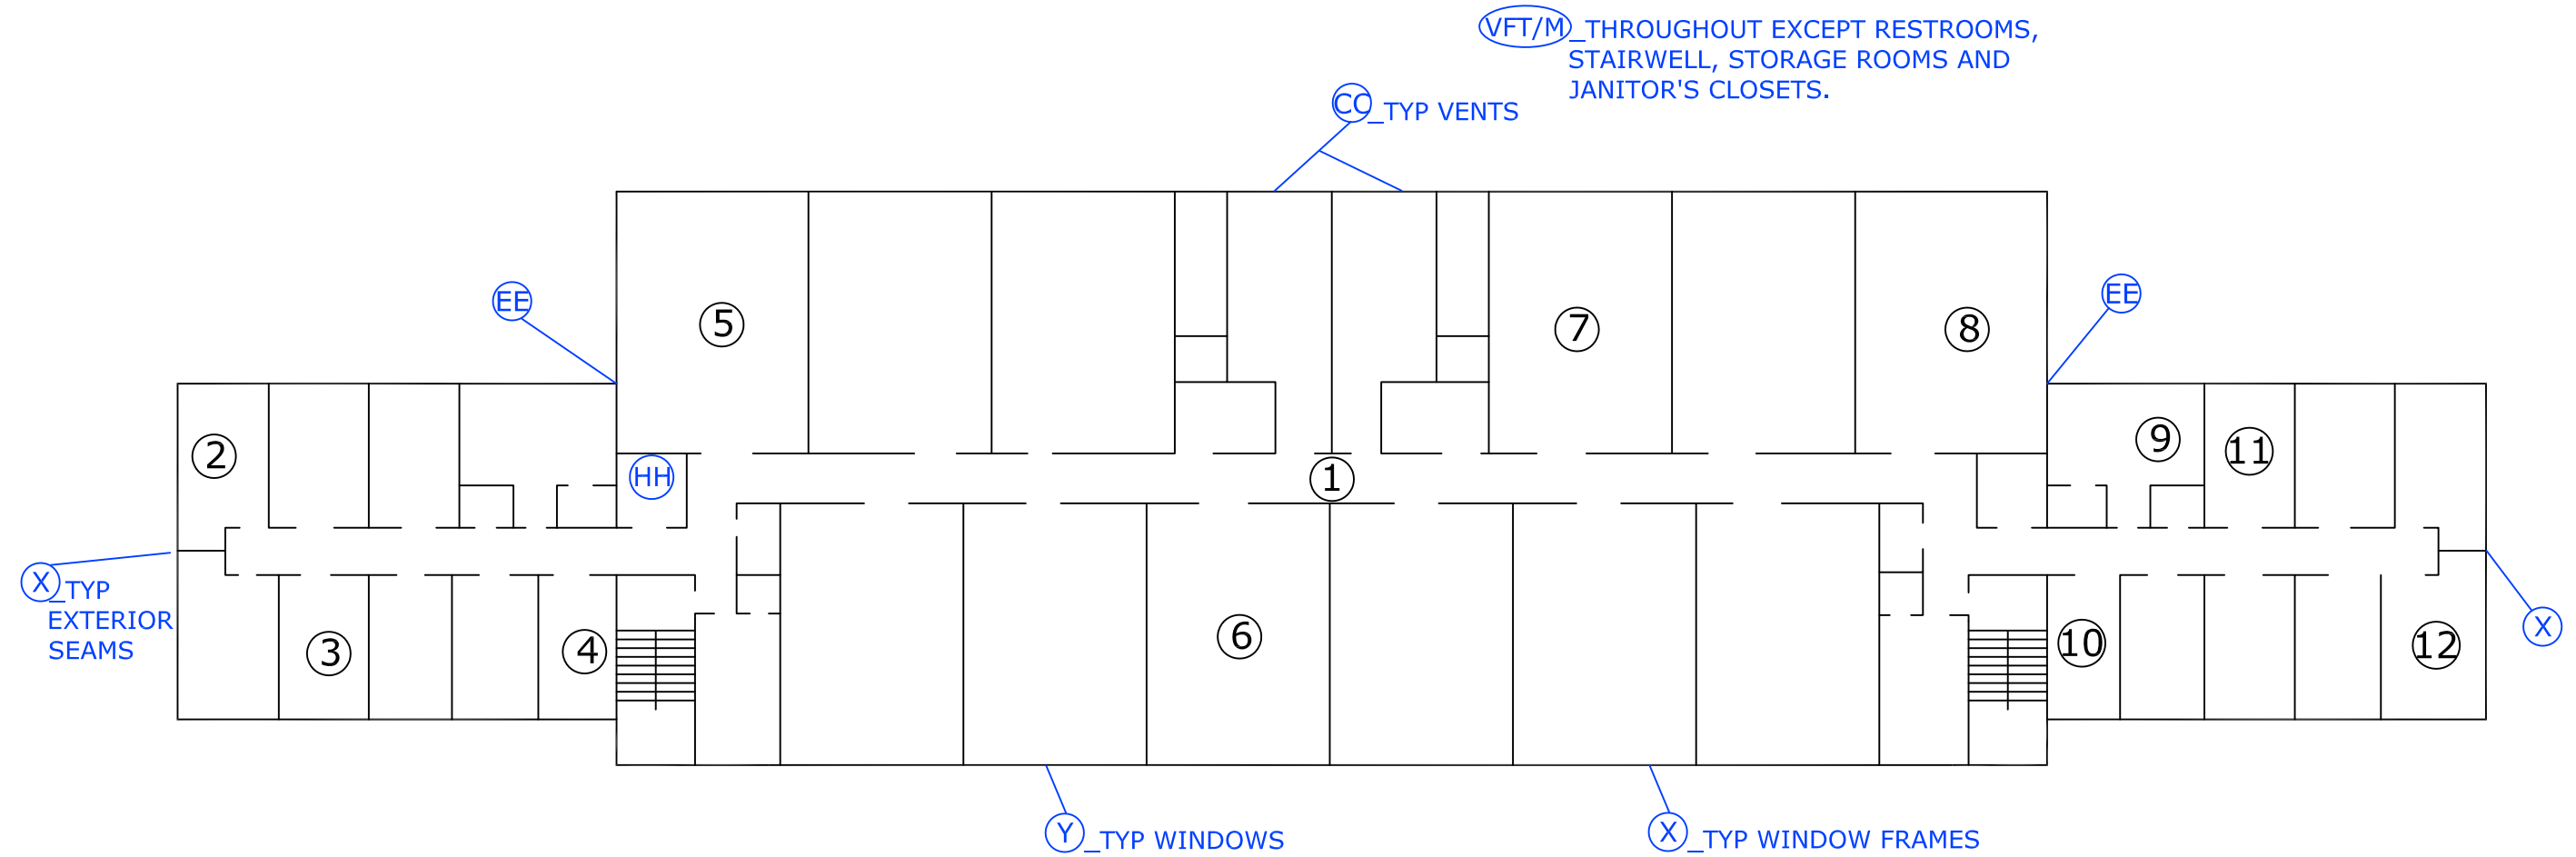 VFT/M_THROUGHOUT EXCEPT RESTROOMS,
STAIRWELL, STORAGE ROOMS AND
JANITOR'S CLOSETS.
CC_TYP VENTS
EE
EE
5
7
8
2
HH
1
9
11
X_TYP
EXTERIOR
SEAMS
3
4
6
10
12
X
Y_TYP WINDOWS
X_TYP WINDOW FRAMES